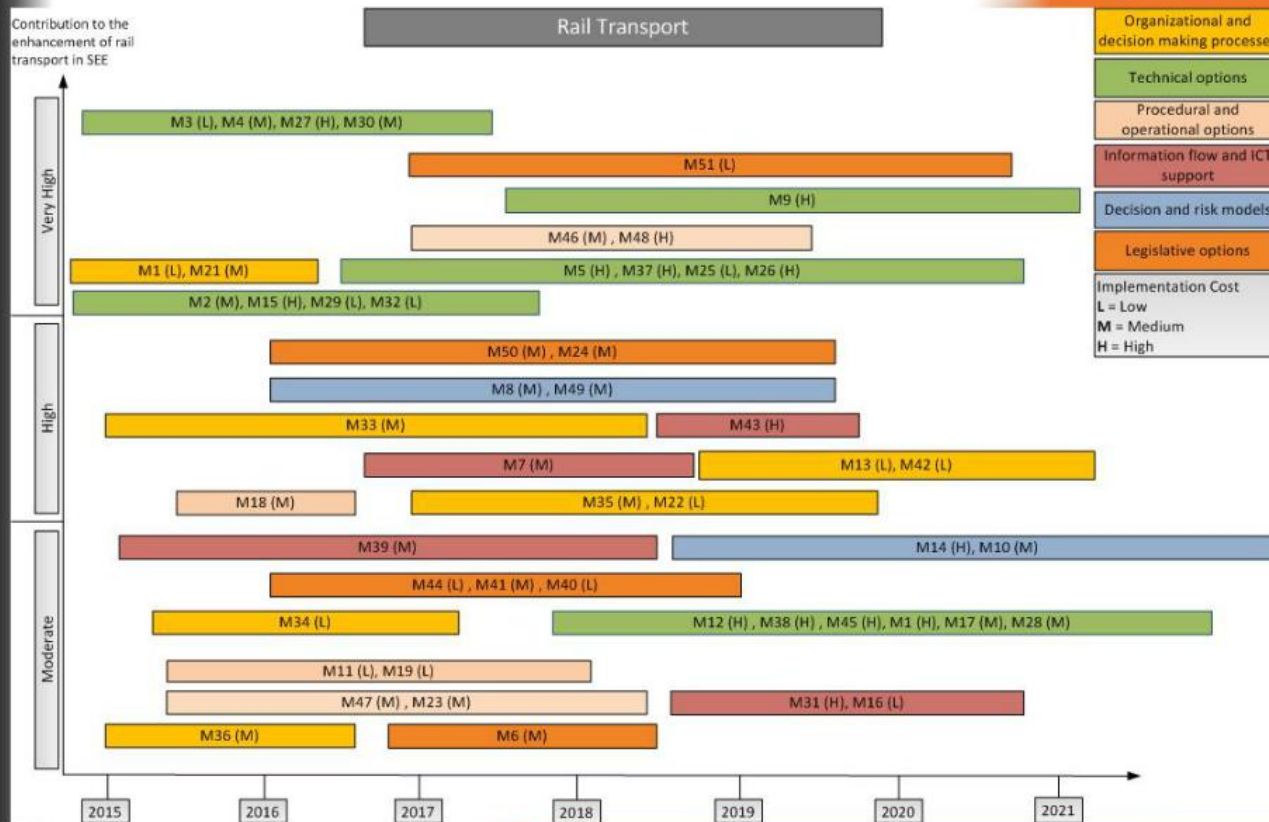 Contribution to the
enhancement of rail
transport in SEE
Rail Transport
Organizational and
decision making processe
Technical options
Procedural and
operational options
Information flow and ICT
support
Decision and risk models
Legislative options
Implementation Cost
L = Low
M = Medium
H = High
Very High
M3 (L), M4 (M), M27 (H), M30 (M)
M51 (L)
M9 (H)
M46 (M) , M48 (H)
M1 (L), M21 (M)
M5 (H) , M37 (H), M25 (L), M26 (H)
M2 (M), M15 (H), M29 (L), M32 (L)
High
M50 (M) , M24 (M)
M8 (M) , M49 (M)
M33 (M)
M43 (H)
M7 (M)
M13 (L), M42 (L)
M18 (M)
M35 (M) , M22 (L)
Moderate
M39 (M)
M14 (H), M10 (M)
M44 (L) , M41 (M) , M40 (L)
M34 (L)
M12 (H) , M38 (H) , M45 (H), M1 (H), M17 (M), M28 (M)
M11 (L), M19 (L)
M47 (M) , M23 (M)
M31 (H), M16 (L)
M36 (M)
M6 (M)
2015
2016
2017
2018
2019
2020
2021